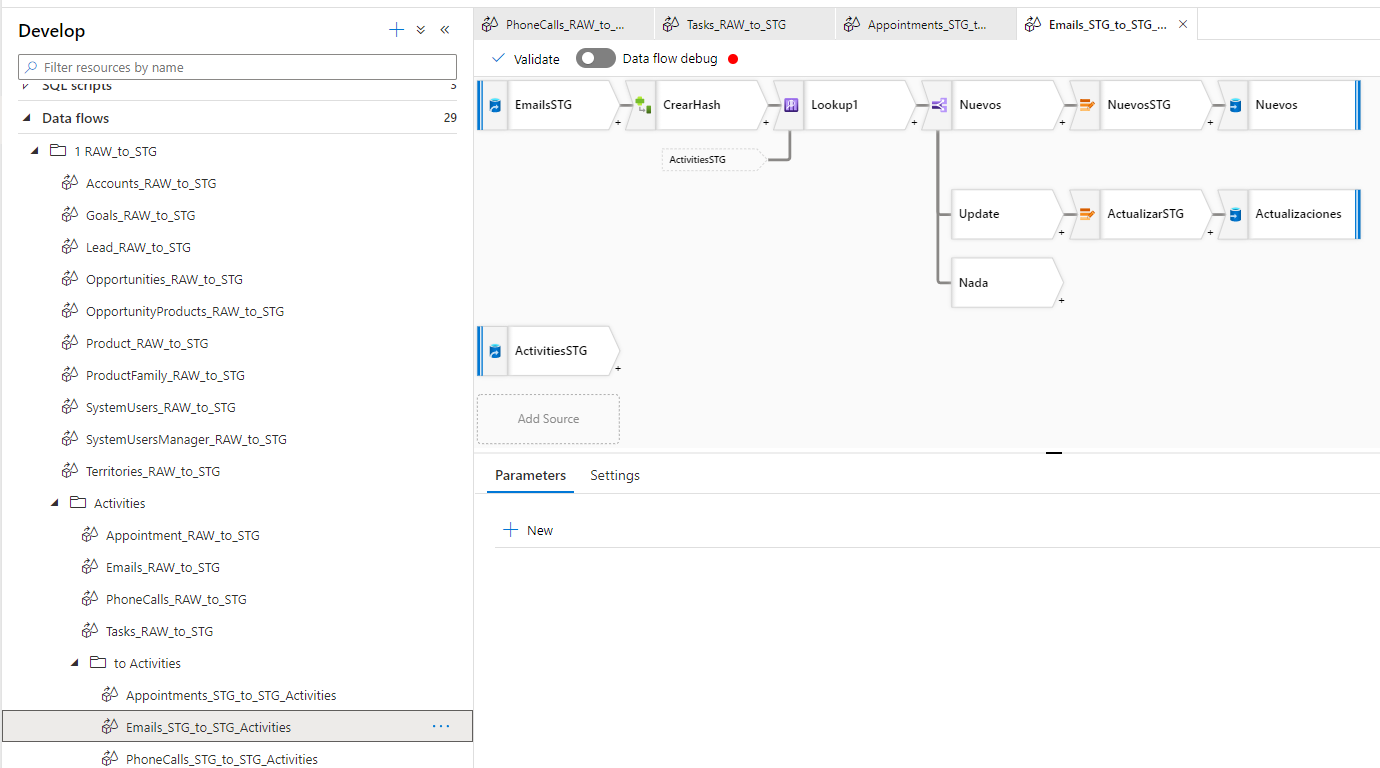 Develop
Filter resources by name
SQL scripts 3
Data flows 29
1 RAW_to_STG
Accounts_RAW_to_STG
Goals_RAW_to_STG
Lead_RAW_to_STG
Opportunities_RAW_to_STG
OpportunityProducts_RAW_to_STG
Product_RAW_to_STG
ProductFamily_RAW_to_STG
SystemUsers_RAW_to_STG
SystemUsersManager_RAW_to_STG
Territories_RAW_to_STG
Activities
Appointment_RAW_to_STG
Emails_RAW_to_STG
PhoneCalls_RAW_to_STG
Tasks_RAW_to_STG
to Activities
Appointments_STG_to_STG_Activities
Emails_STG_to_STG_Activities
PhoneCalls_STG_to_STG_Activities
PhoneCalls_RAW_to_...
Tasks_RAW_to_STG
Appointments_STG_t...
Emails_STG_to_STG_...
Validate
Data flow debug
EmailsSTG
CrearHash
Lookup1
Nuevos
NuevosSTG
Nuevos
ActivitiesSTG
Update
ActualizarSTG
Actualizaciones
Nada
ActivitiesSTG
Add Source
Parameters
Settings
New